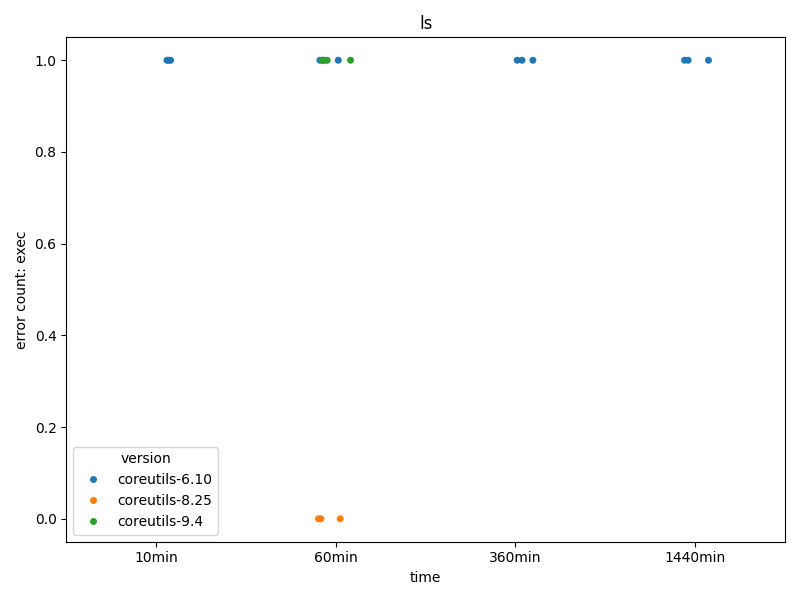 ls
error count: exec
1.0
0.8
0.6
0.4
0.2
0.0
version
coreutils-6.10
coreutils-8.25
coreutils-9.4
10min
60min
360min
1440min
time